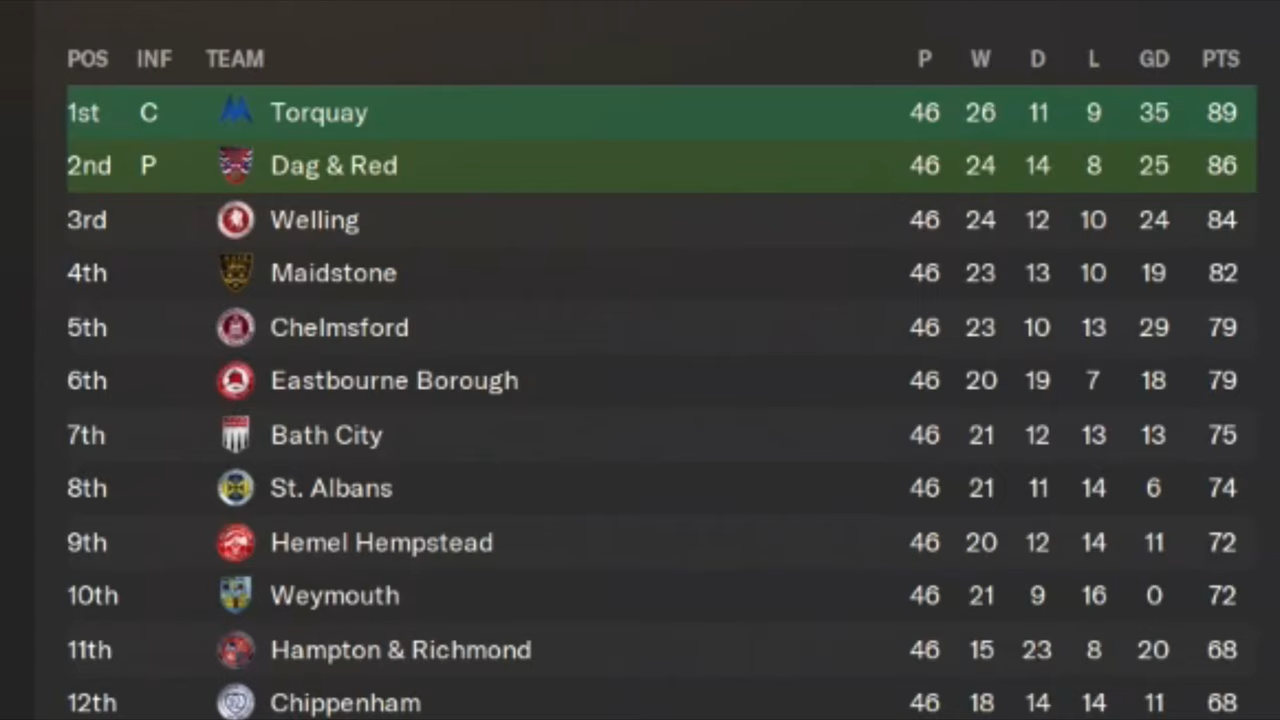 POS INF TEAM P W D L GD PTS
1st C Torquay 46 26 11 9 35 89
2nd P Dag & Red 46 24 14 8 25 86
3rd Welling 46 24 12 10 24 84
4th Maidstone 46 23 13 10 19 82
5th Chelmsford 46 23 10 13 29 79
6th Eastbourne Borough 46 20 19 7 18 79
7th Bath City 46 21 12 13 13 75
8th St. Albans 46 21 11 14 6 74
9th Hemel Hempstead 46 20 12 14 11 72
10th Weymouth 46 21 9 16 0 72
11th Hampton & Richmond 46 15 23 8 20 68
12th Chippenham 46 18 14 14 11 68